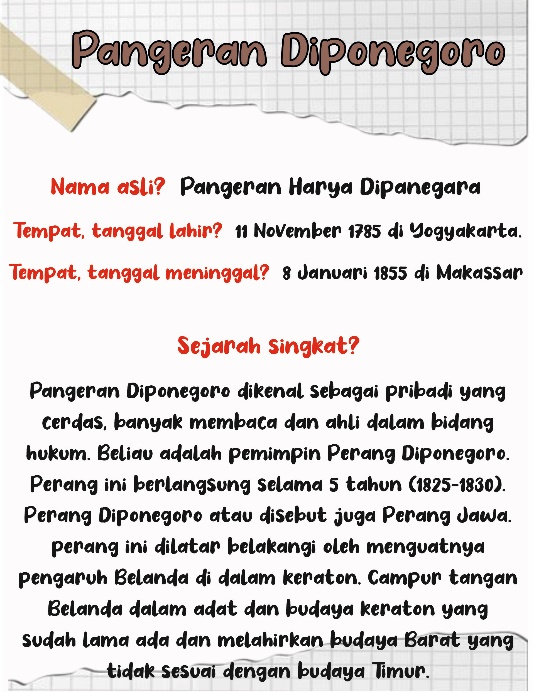 Pangeran Diponegoro
Nama asli? Pangeran Harya Dipanegara
Tempat, tanggal lahir? 11 November 1785 di Yogyakarta.
Tempat, tanggal meninggal? 8 Januari 1855 di Makassar
Sejarah singkat?
Pangeran Diponegoro dikenal sebagai pribadi yang
cerdas, banyak membaca dan ahli dalam bidang
hukum. Beliau adalah pemimpin Perang Diponegoro.
Perang ini berlangsung selama 5 tahun (1825-1830).
Perang Diponegoro atau disebut juga Perang Jawa.
perang ini dilatar belakangi oleh menguatnya
pengaruh Belanda di dalam keraton. Campur tangan
Belanda dalam adat dan budaya keraton yang
sudah lama ada dan melahirkan budaya Barat yang
tidak sesuai dengan budaya Timur.